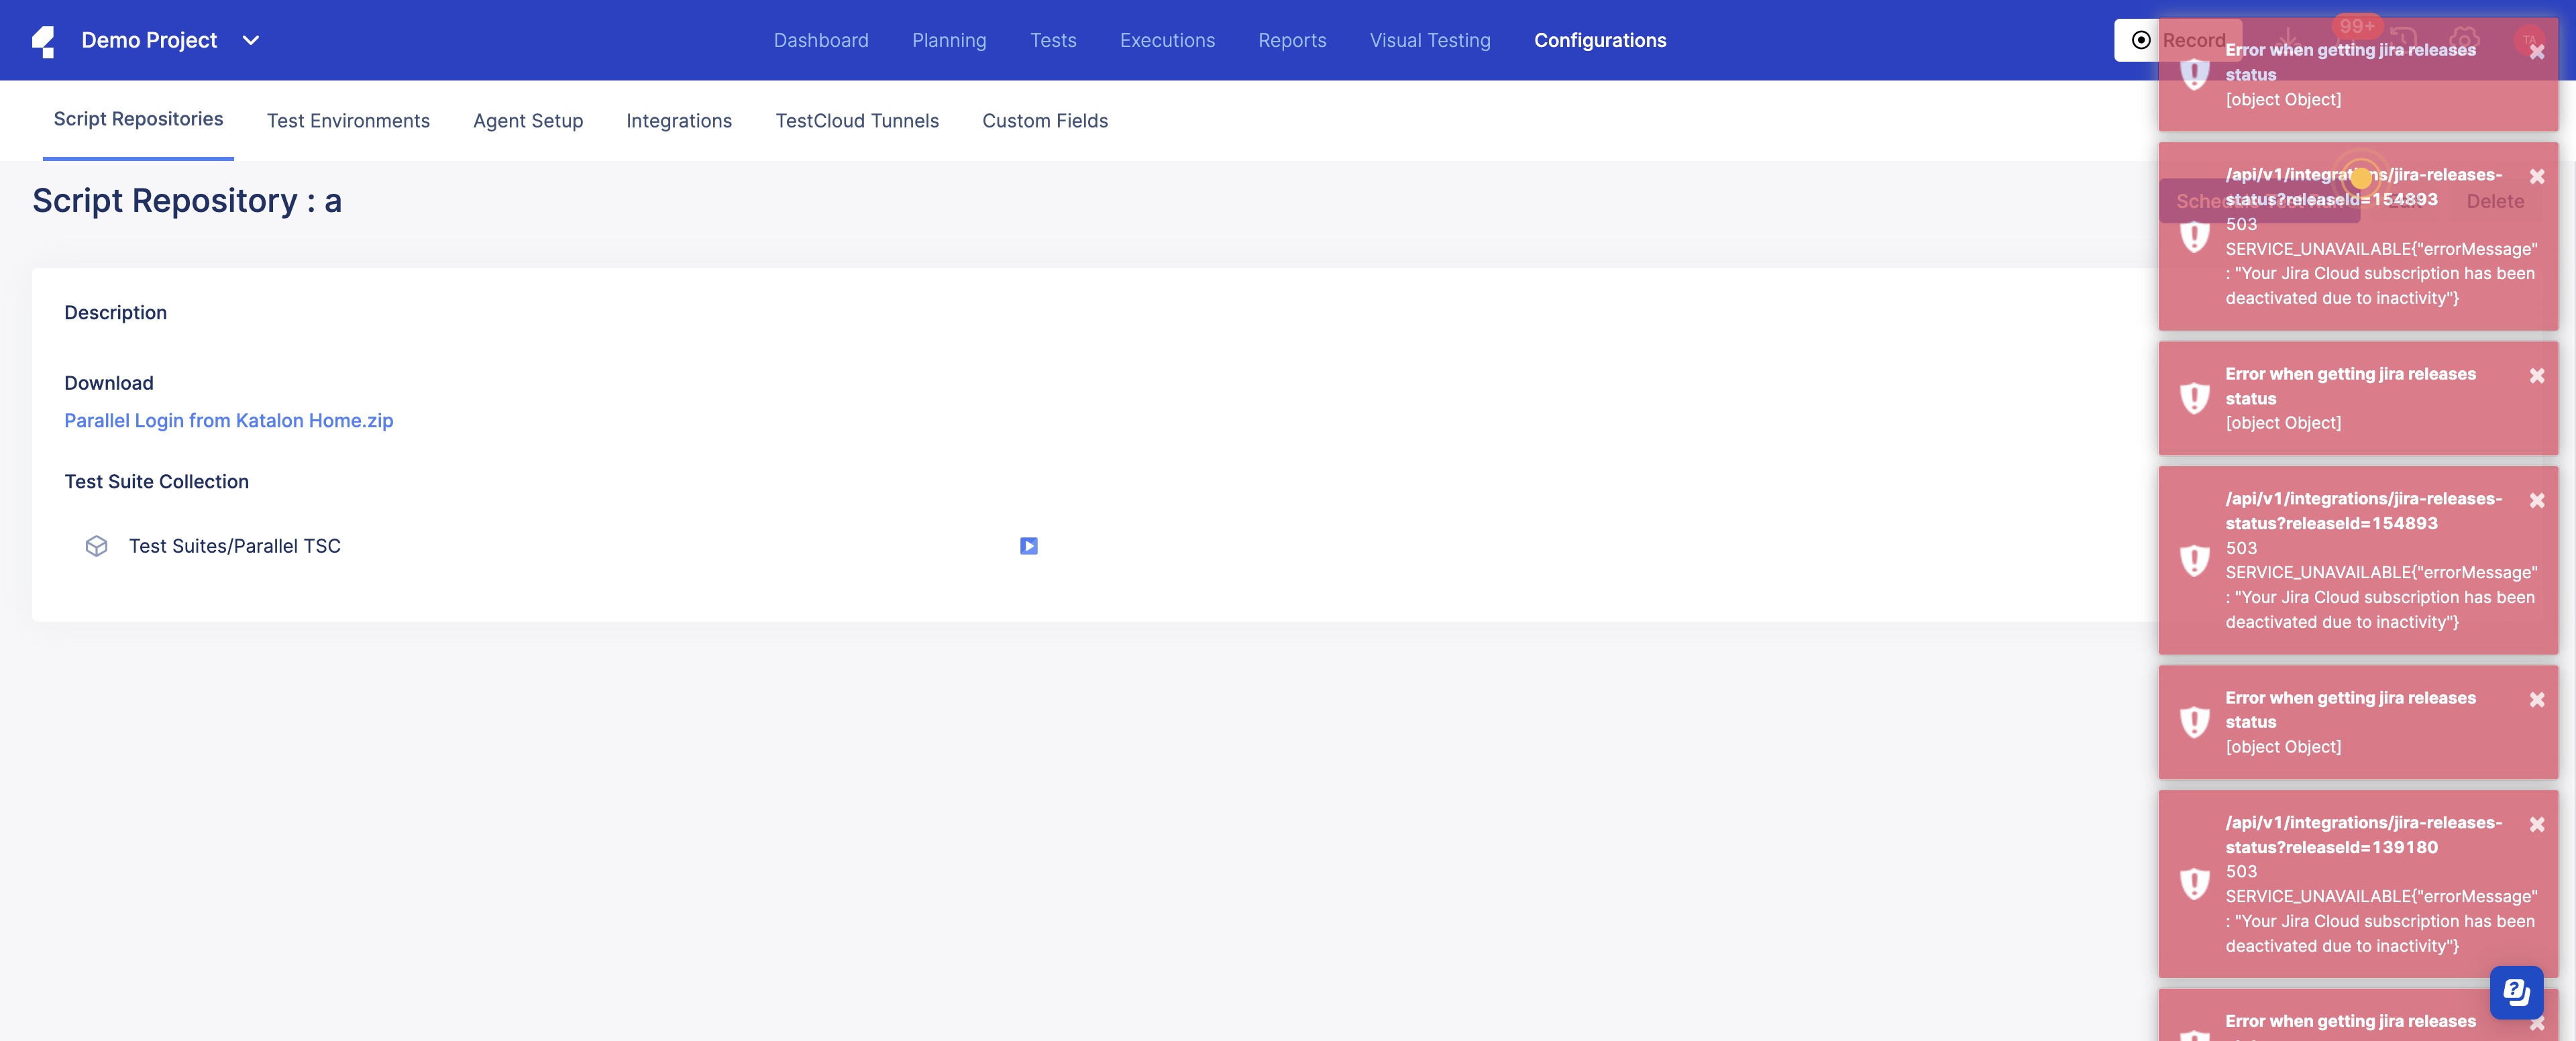 Demo Project
Dashboard
Planning
Tests
Executions
Reports
Visual Testing
Configurations
Record
99+
TA
Script Repositories
Test Environments
Agent Setup
Integrations
TestCloud Tunnels
Custom Fields
Script Repository : a
Delete
Description
Download
Parallel Login from Katalon Home.zip
Test Suite Collection
Test Suites/Parallel TSC
Error when getting jira releases
status
[object Object]
/api/v1/integrations/jira-releases-
status?releaseId=154893
503
SERVICE_UNAVAILABLE{"errorMessage"
: "Your Jira Cloud subscription has been
deactivated due to inactivity"}
Error when getting jira releases
status
[object Object]
/api/v1/integrations/jira-releases-
status?releaseId=154893
503
SERVICE_UNAVAILABLE{"errorMessage"
: "Your Jira Cloud subscription has been
deactivated due to inactivity"}
Error when getting jira releases
status
[object Object]
/api/v1/integrations/jira-releases-
status?releaseId=139180
503
SERVICE_UNAVAILABLE{"errorMessage"
: "Your Jira Cloud subscription has been
deactivated due to inactivity"}
Error when getting jira releases